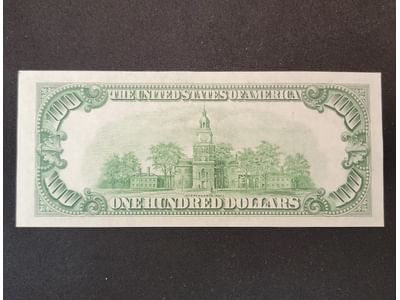 THE UNITED STATES OF AMERICA
100 100
100 100
ONE HUNDRED DOLLARS